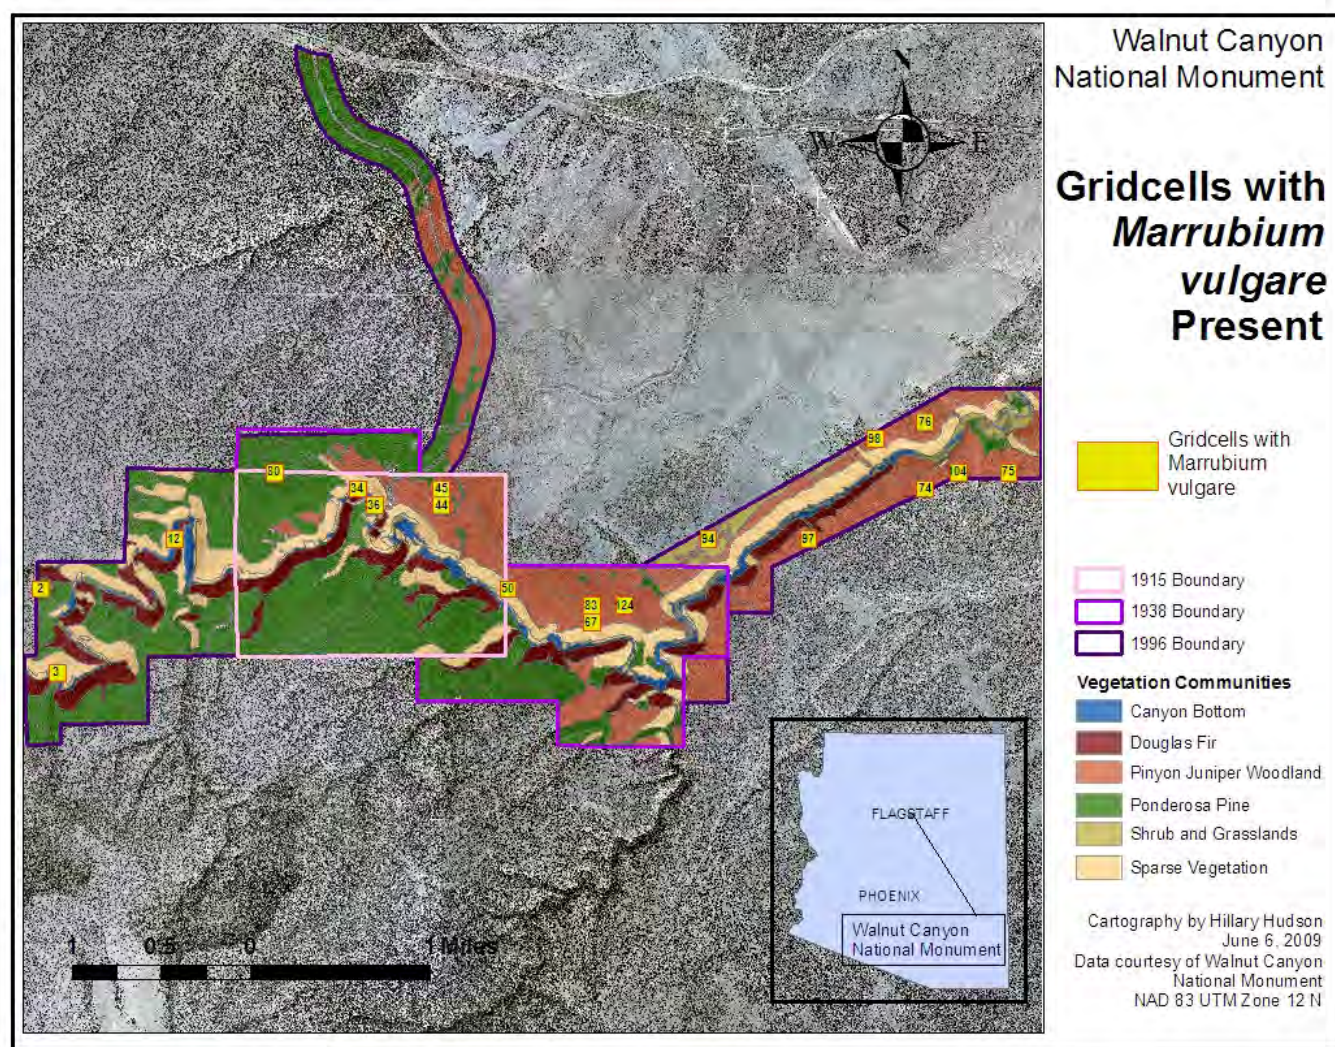 Walnut Canyon
National Monument
Gridcells with
Marrubium
vulgare
Present
N
W
E
S
76
98
104
75
74
97
94
80
34
45
36
44
12
2
50
83
124
67
3
Gridcells with
Marrubium
vulgare
1915 Boundary
1938 Boundary
1996 Boundary
Vegetation Communities
Canyon Bottom
Douglas Fir
Pinyon Juniper Woodland
Ponderosa Pine
Shrub and Grasslands
Sparse Vegetation
FLAGSTAFF
PHOENIX
Walnut Canyon
National Monument
1 0.5 0 1 Miles
Cartography by Hillary Hudson
June 6, 2009
Data courtesy of Walnut Canyon
National Monument
NAD 83 UTM Zone 12 N